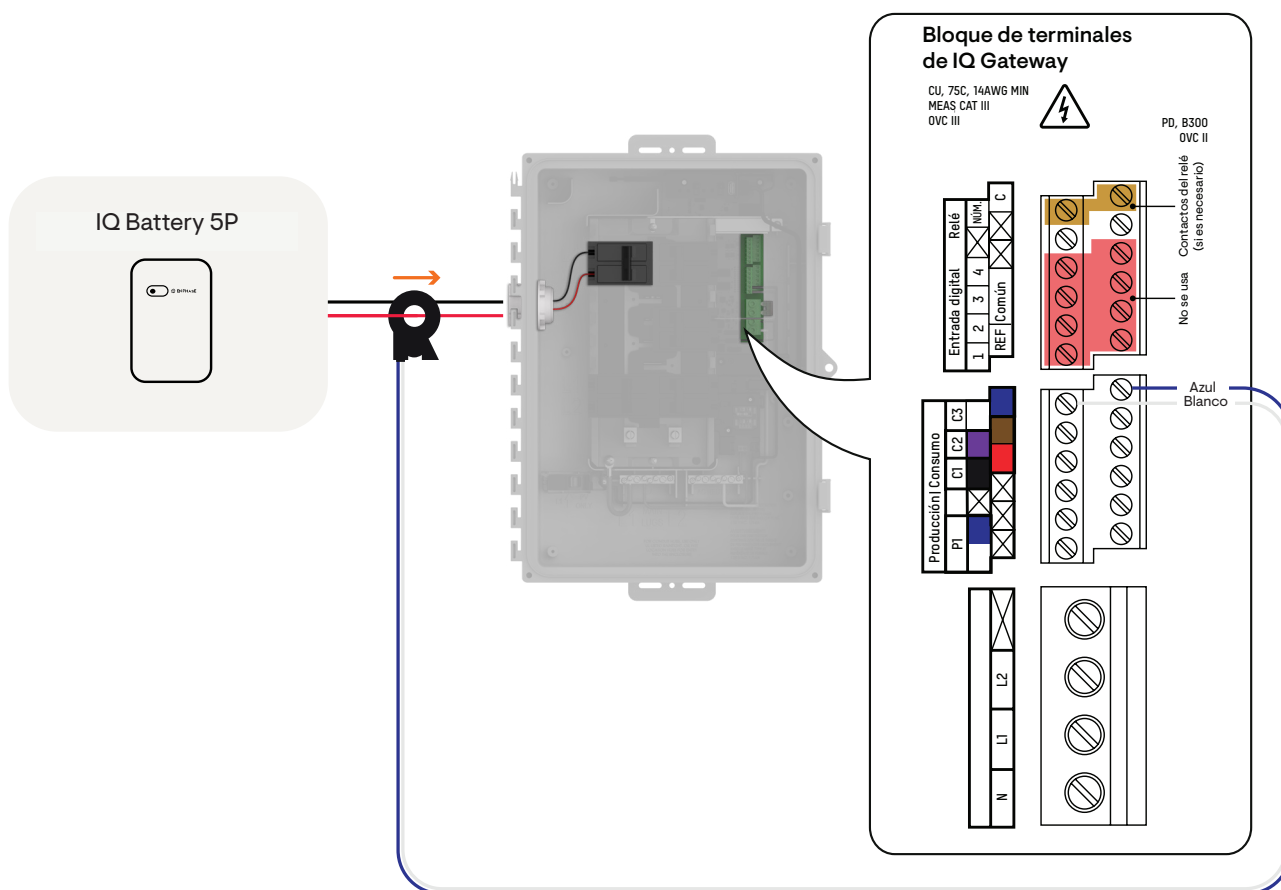 Bloque de terminales
de IQ Gateway
CU, 75C, 14AWG MIN
MEAS CAT III
OVC III
PD, B300
OVC II
IQ Battery 5P
ENPHASE
Contactos del relé
(si es necesario)
No se usa
Entrada digital Relé
1 2 3 4 NÚM.
REF Común C
Azul
Blanco
Producción | Consumo
P1 C1 C2 C3
N L1 L2